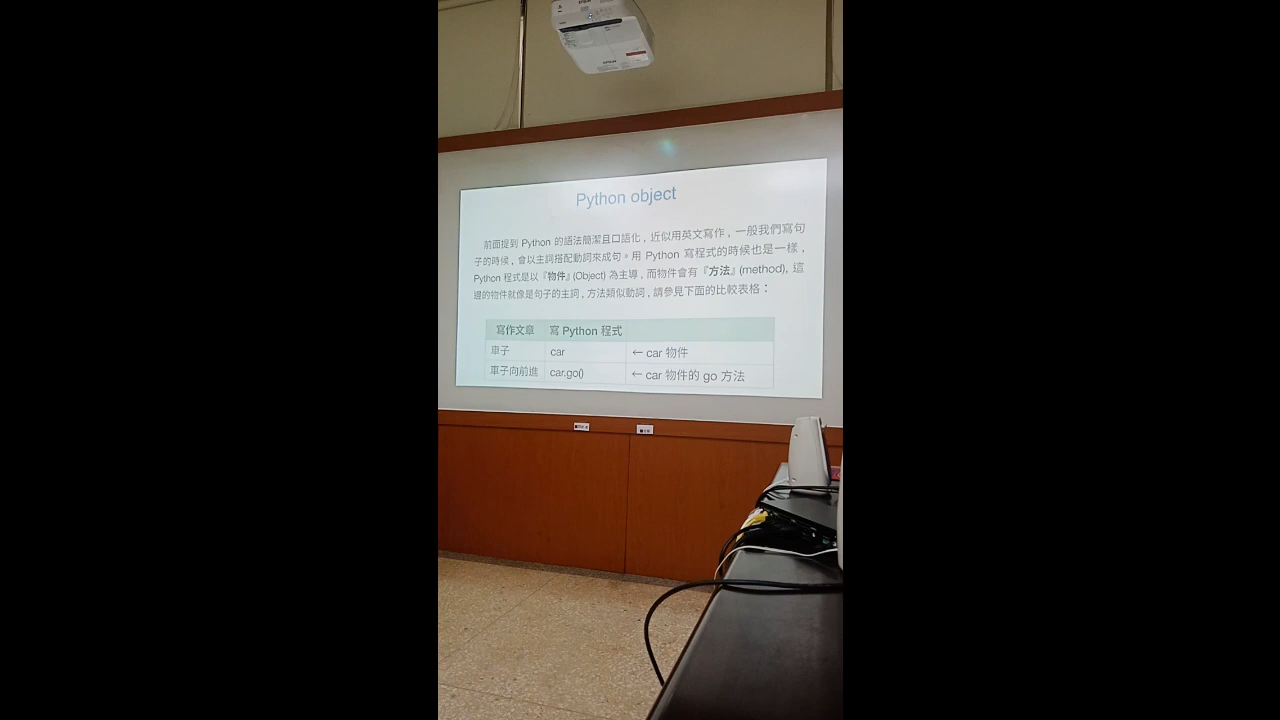 Python object
前面提到 Python 的語法簡潔且口語化，近似用英文寫作，一般我們寫句
子的時候，會以主詞搭配動詞來成句。用 Python 寫程式的時候也是一樣，
Python 程式是以『物件』(Object) 為主導，而物件會有『方法』(method), 這
邊的物件就像是句子的主詞，方法類似動詞，請參見下面的比較表格：
寫作文章 寫 Python 程式
車子 car ← car 物件
車子向前進 car.go() ← car 物件的 go 方法